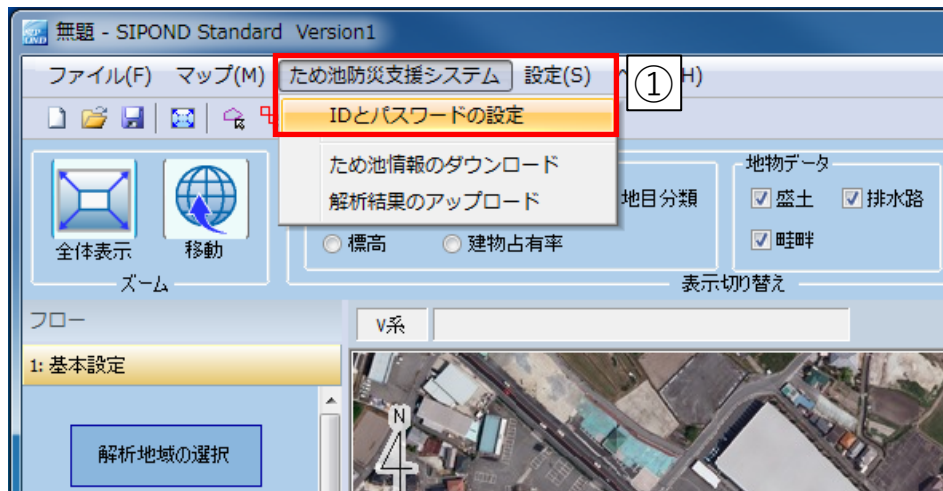 無題 - SIPOND Standard Version1
ファイル(F) マップ(M) ため池防災支援システム 設定(S) H)
①
IDとパスワードの設定
ため池情報のダウンロード
解析結果のアップロード
地目分類
標高 建物占有率
全体表示 移動
ズーム
表示切り替え
地物データ
盛土 排水路
畦畔
フロー
V系
1: 基本設定
N
解析地域の選択